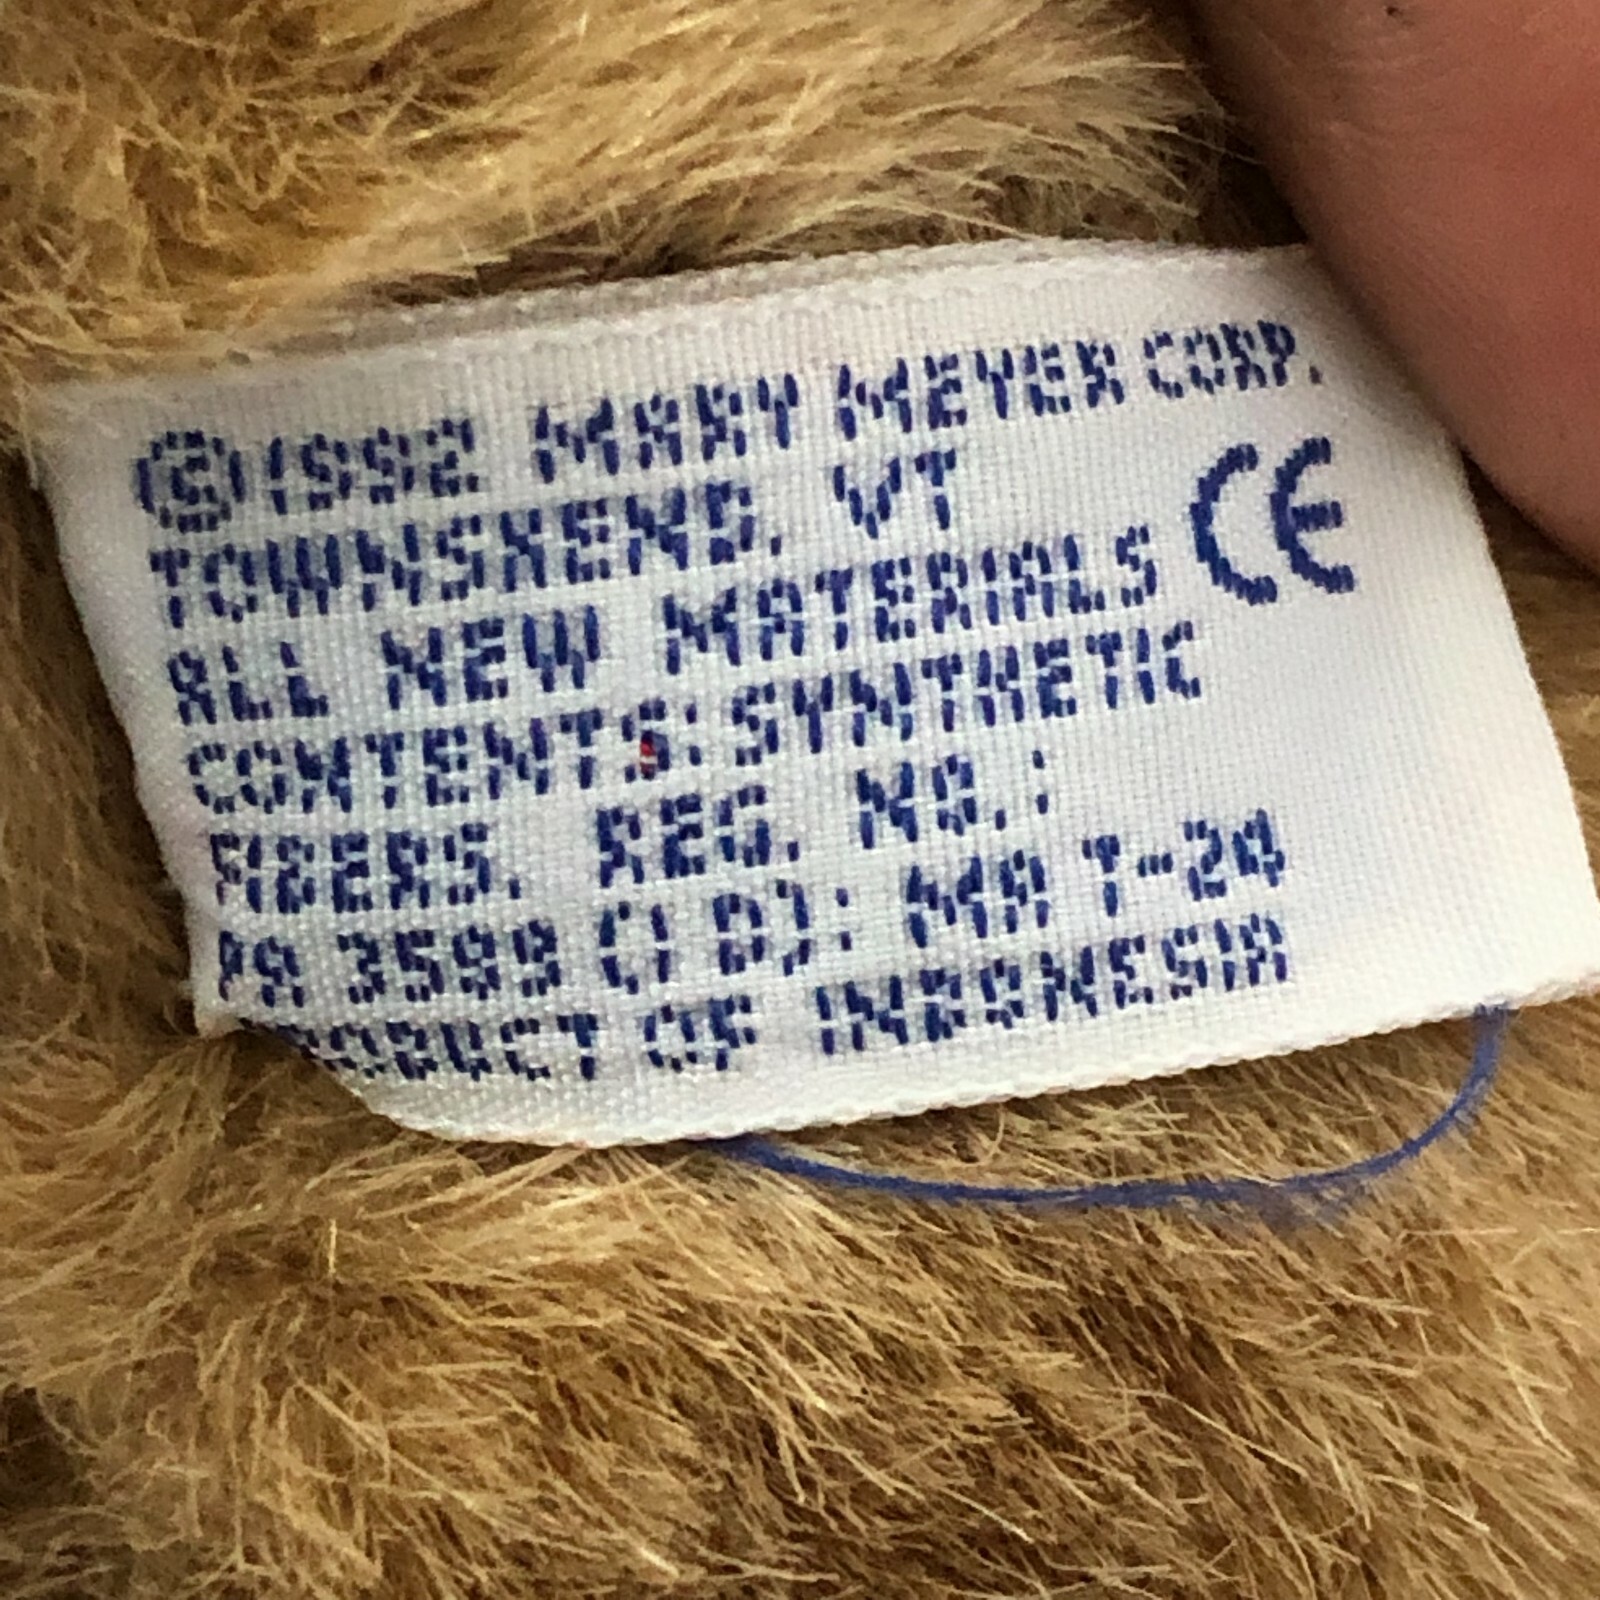 ©1992 MARY MEYER CORP.
TOWNSHEND, VT
CE
ALL NEW MATERIALS
CONTENTS: SYNTHETIC
FIBERS. REG. NO.:
PA 3598 (I D): MA T-24
PRODUCT OF INDONESIA